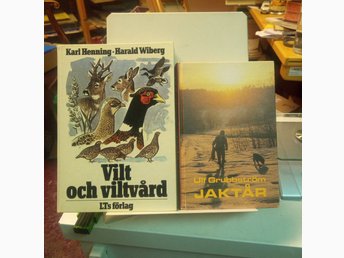 Karl Henning • Harald Wiberg
Vilt
och viltvård
LTs förlag
Ulf Grubbström
JAKTÅR